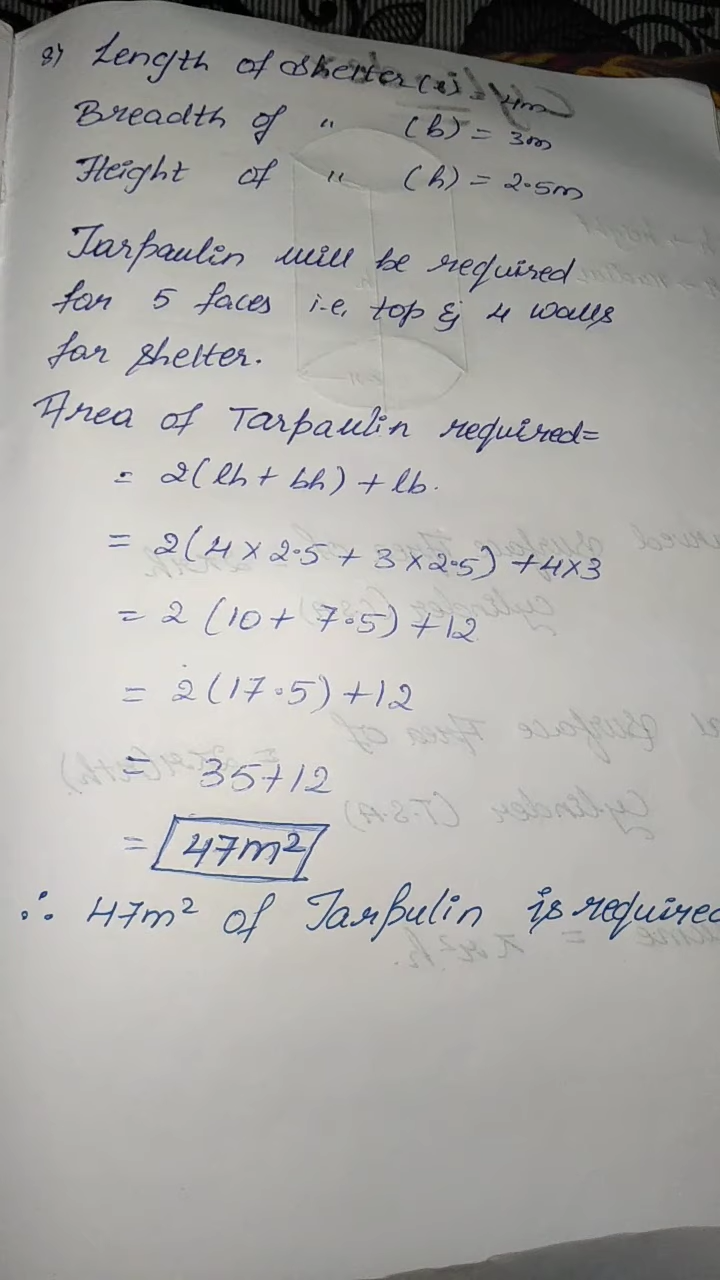 8) Length of Shelter (l) = 4m
Breadth of " (b) = 3m
Height of " (h) = 2.5m
Tarpaulin will be required
for 5 faces i.e, top & 4 walls
for shelter.
Area of Tarpaulin required=
= 2(lh + bh) + lb.
= 2(4 × 2.5 + 3 × 2.5) + 4×3
= 2 (10 + 7.5) + 12
= 2(17.5) + 12
= 35+12
= 47m²
∴ 47m² of Tarpulin is required